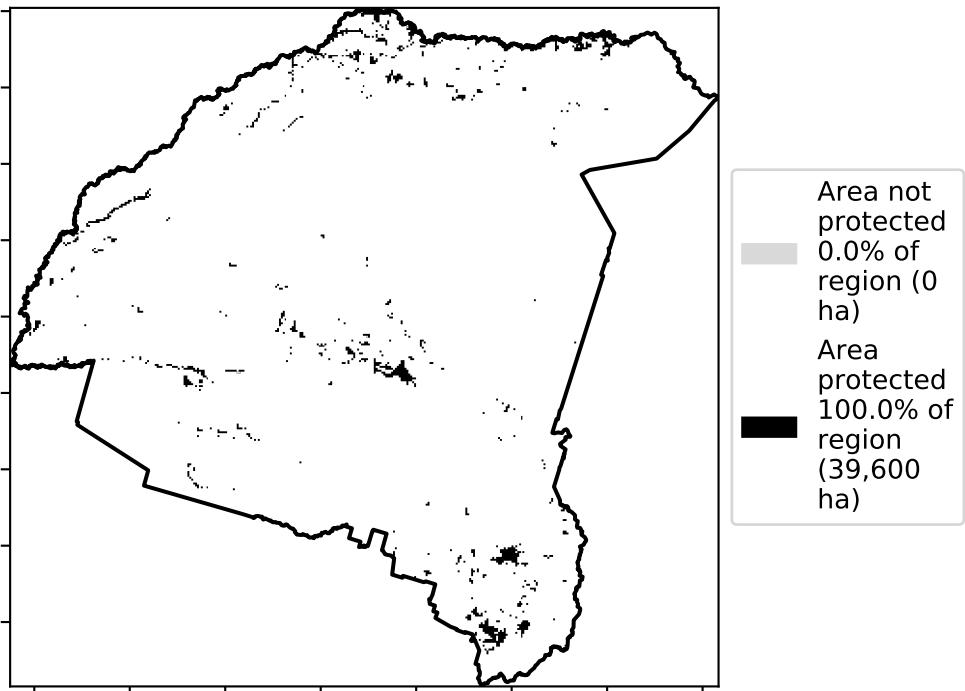 Area not
protected
0.0% of
region (0
ha)
Area
protected
100.0% of
region
(39,600
ha)